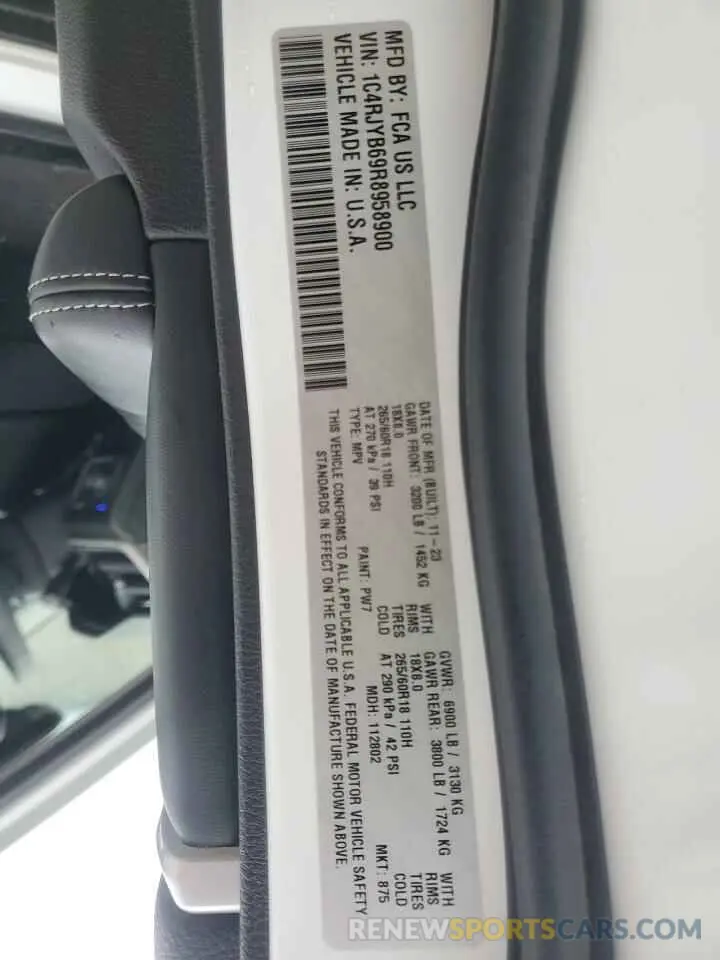 MFD BY: FCA US LLC
VIN: 1C4RJYB69R8958900
VEHICLE MADE IN: U.S.A.
DATE OF MFR (BUILT): 11-23 GVWR: 6900 LB / 3130 KG
GAWR FRONT: 3200 LB / 1452 KG WITH GAWR REAR: 3800 LB / 1724 KG WITH
18X8.0 RIMS 18X8.0 RIMS
265/60R18 110H TIRES 265/60R18 110H TIRES
AT 270 kPa / 39 PSI COLD AT 290 kPa / 42 PSI COLD
TYPE: MPV PAINT: PW7 MDH: 112802 MKT: 875
THIS VEHICLE CONFORMS TO ALL APPLICABLE U.S.A. FEDERAL MOTOR VEHICLE SAFETY
STANDARDS IN EFFECT ON THE DATE OF MANUFACTURE SHOWN ABOVE.
RENEWSPORTSCARS.COM